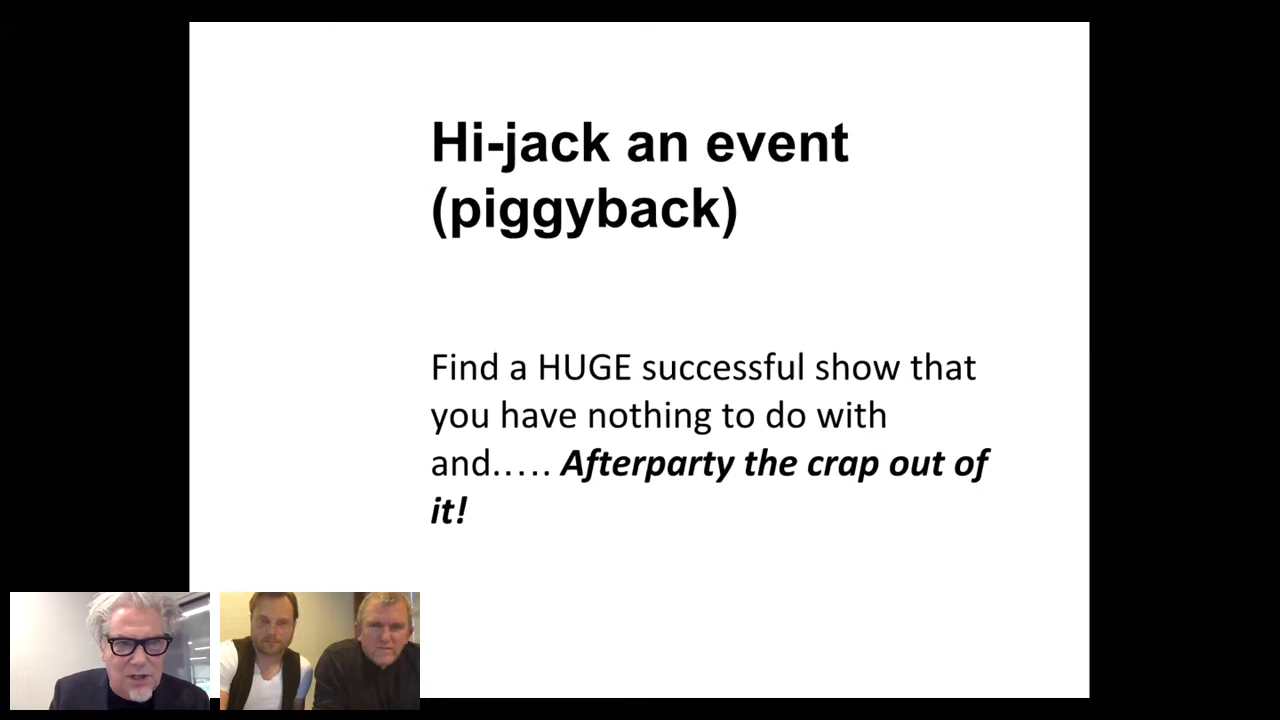 Hi-jack an event
(piggyback)
Find a HUGE successful show that
you have nothing to do with
and….. Afterparty the crap out of
it!